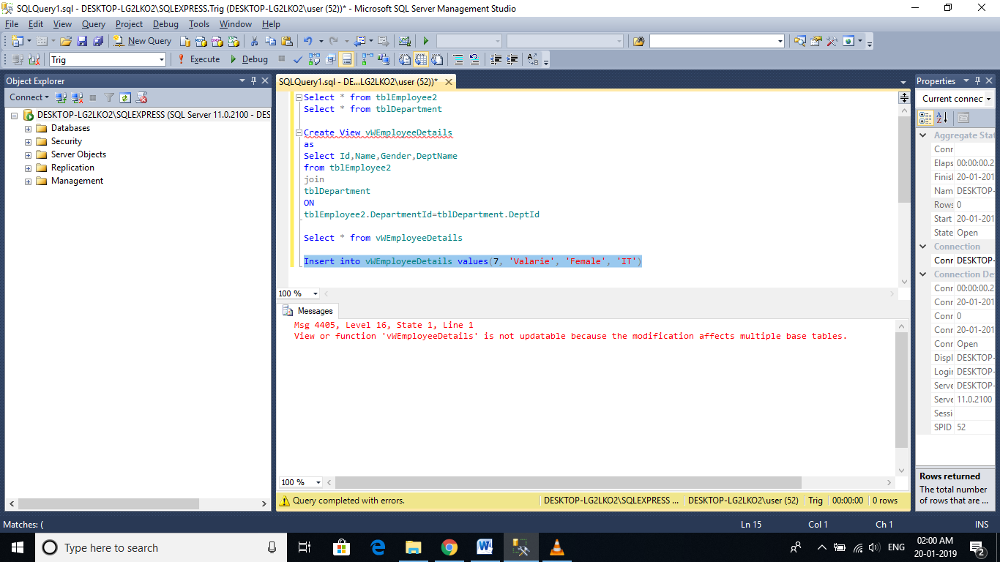 SQLQuery1.sql - DESKTOP-LG2LKO2\SQLEXPRESS.Trig (DESKTOP-LG2LKO2\user (52))* - Microsoft SQL Server Management Studio
File Edit View Query Project Debug Tools Window Help
New Query
Trig Execute Debug
Object Explorer
Connect
DESKTOP-LG2LKO2\SQLEXPRESS (SQL Server 11.0.2100 - DES
Databases
Security
Server Objects
Replication
Management
SQLQuery1.sql - DE...LG2LKO2\user (52))*
Select * from tblEmployee2
Select * from tblDepartment
Create View vWEmployeeDetails
as
Select Id,Name,Gender,DeptName
from tblEmployee2
join
tblDepartment
ON
tblEmployee2.DepartmentId=tblDepartment.DeptId
Select * from vWEmployeeDetails
Insert into vWEmployeeDetails values(7, 'Valarie', 'Female', 'IT')
100 %
Messages
Msg 4405, Level 16, State 1, Line 1
View or function 'vWEmployeeDetails' is not updatable because the modification affects multiple base tables.
100 %
Query completed with errors.
DESKTOP-LG2LKO2\SQLEXPRESS ... DESKTOP-LG2LKO2\user (52) Trig 00:00:00 0 rows
Properties
Current connec
Aggregate Stat
Conr
Elaps 00:00:00.2
Finisl 20-01-201
Nam DESKTOP-
Rows 0
Start 20-01-201
State Open
Connection
Conr DESKTOP-
Connection De
Conr 00:00:00.2
Conr 20-01-201
Conr 0
Conr 20-01-201
Conr Open
Displ DESKTOP-
Logir DESKTOP-
Serve DESKTOP-
Serve 11.0.2100
Sessi
SPID 52
Rows returned
The total number
of rows that are ...
Matches: (
Ln 15 Col 1 Ch 1 INS
Type here to search
ENG
02:00 AM
20-01-2019
2